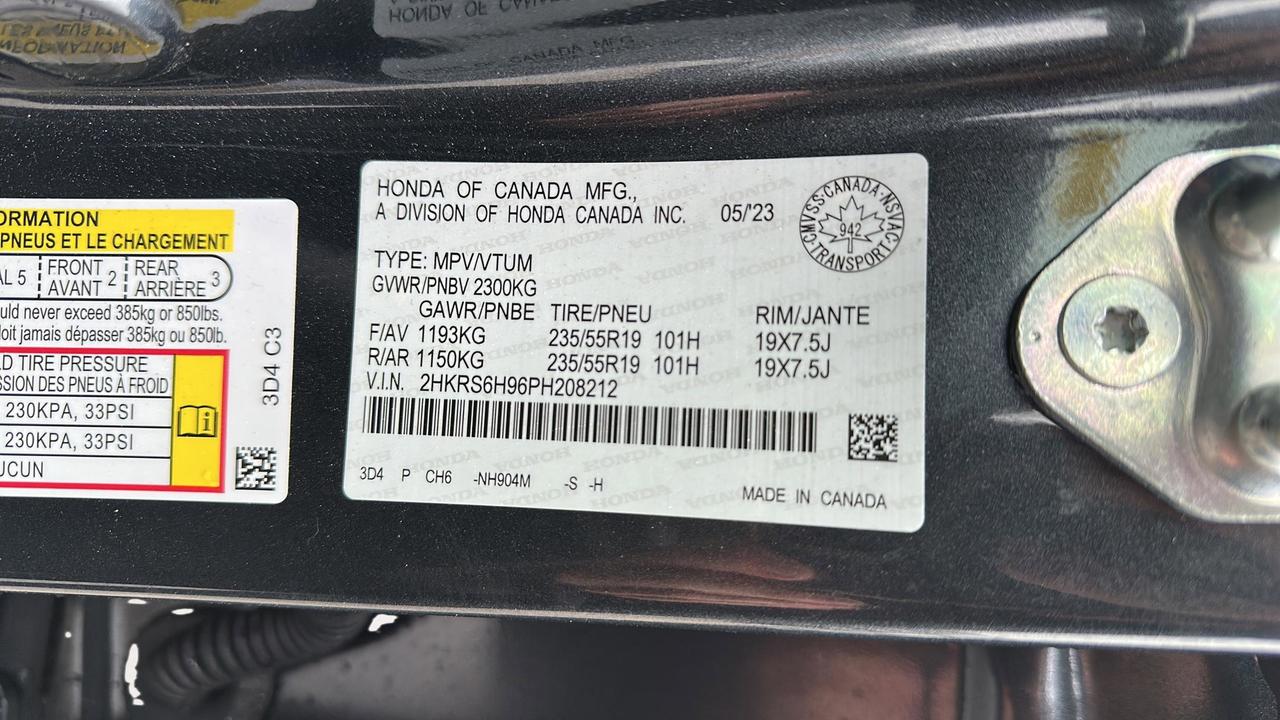 ORMATION
PNEUS ET LE CHARGEMENT
AL 5 FRONT AVANT 2 REAR ARRIÈRE 3
uld never exceed 385kg or 850lbs.
loit jamais dépasser 385kg ou 850lb.
D TIRE PRESSURE
SSION DES PNEUS À FROID
230KPA, 33PSI
230KPA, 33PSI
UCUN
3D4 C3
HONDA OF CANADA MFG.,
A DIVISION OF HONDA CANADA INC. 05/'23
CMVSS·CANADA·NSVAC
942
TRANSPORT
TYPE: MPV/VTUM
GVWR/PNBV 2300KG
GAWR/PNBE TIRE/PNEU RIM/JANTE
F/AV 1193KG 235/55R19 101H 19X7.5J
R/AR 1150KG 235/55R19 101H 19X7.5J
V.I.N. 2HKRS6H96PH208212
3D4 P CH6 -NH904M -S -H
MADE IN CANADA